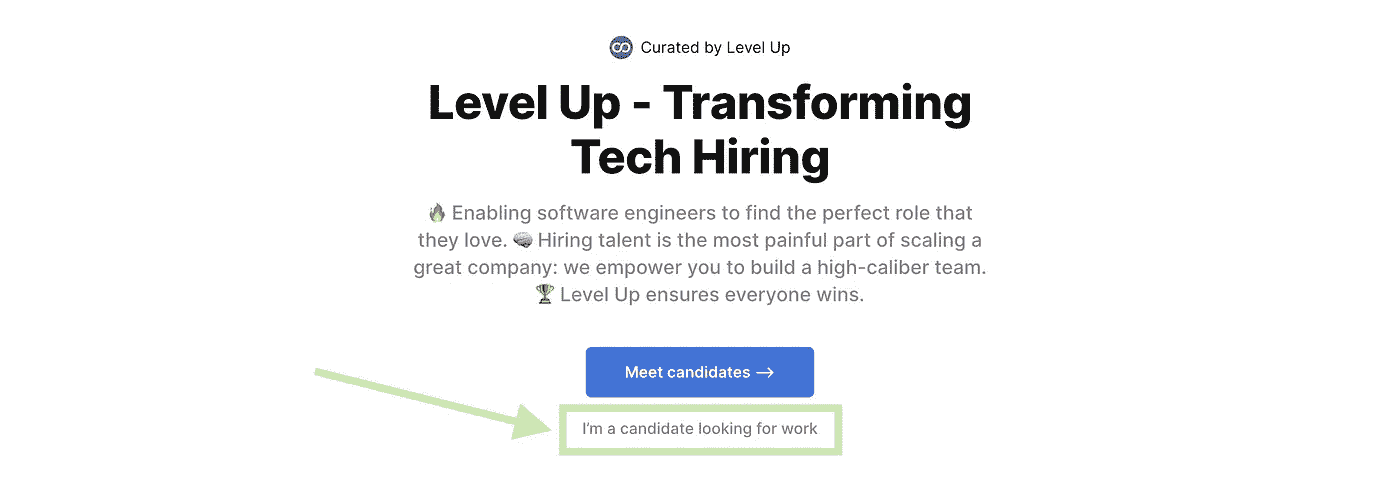 Curated by Level Up
Level Up - Transforming
Tech Hiring
🔥 Enabling software engineers to find the perfect role that
they love. 🧠 Hiring talent is the most painful part of scaling a
great company: we empower you to build a high-caliber team.
🏆 Level Up ensures everyone wins.
Meet candidates →
I'm a candidate looking for work